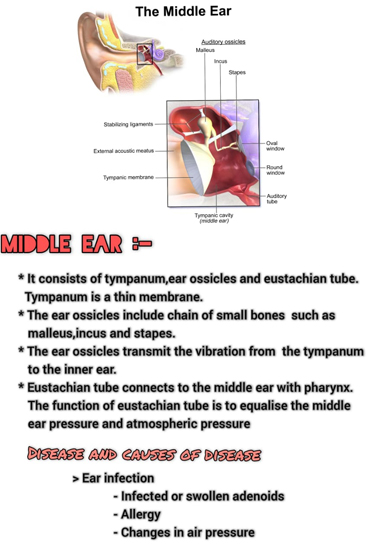 The Middle Ear
Auditory ossicles
Malleus
Incus
Stapes
Stabilizing ligaments
External acoustic meatus
Tympanic membrane
Oval
window
Round
window
Auditory
tube
Tympanic cavity
(middle ear)
MIDDLE EAR :-
* It consists of tympanum,ear ossicles and eustachian tube.
Tympanum is a thin membrane.
* The ear ossicles include chain of small bones such as
malleus,incus and stapes.
* The ear ossicles transmit the vibration from the tympanum
to the inner ear.
* Eustachian tube connects to the middle ear with pharynx.
The function of eustachian tube is to equalise the middle
ear pressure and atmospheric pressure
DISEASE AND CAUSES OF DISEASE
> Ear infection
- Infected or swollen adenoids
- Allergy
- Changes in air pressure